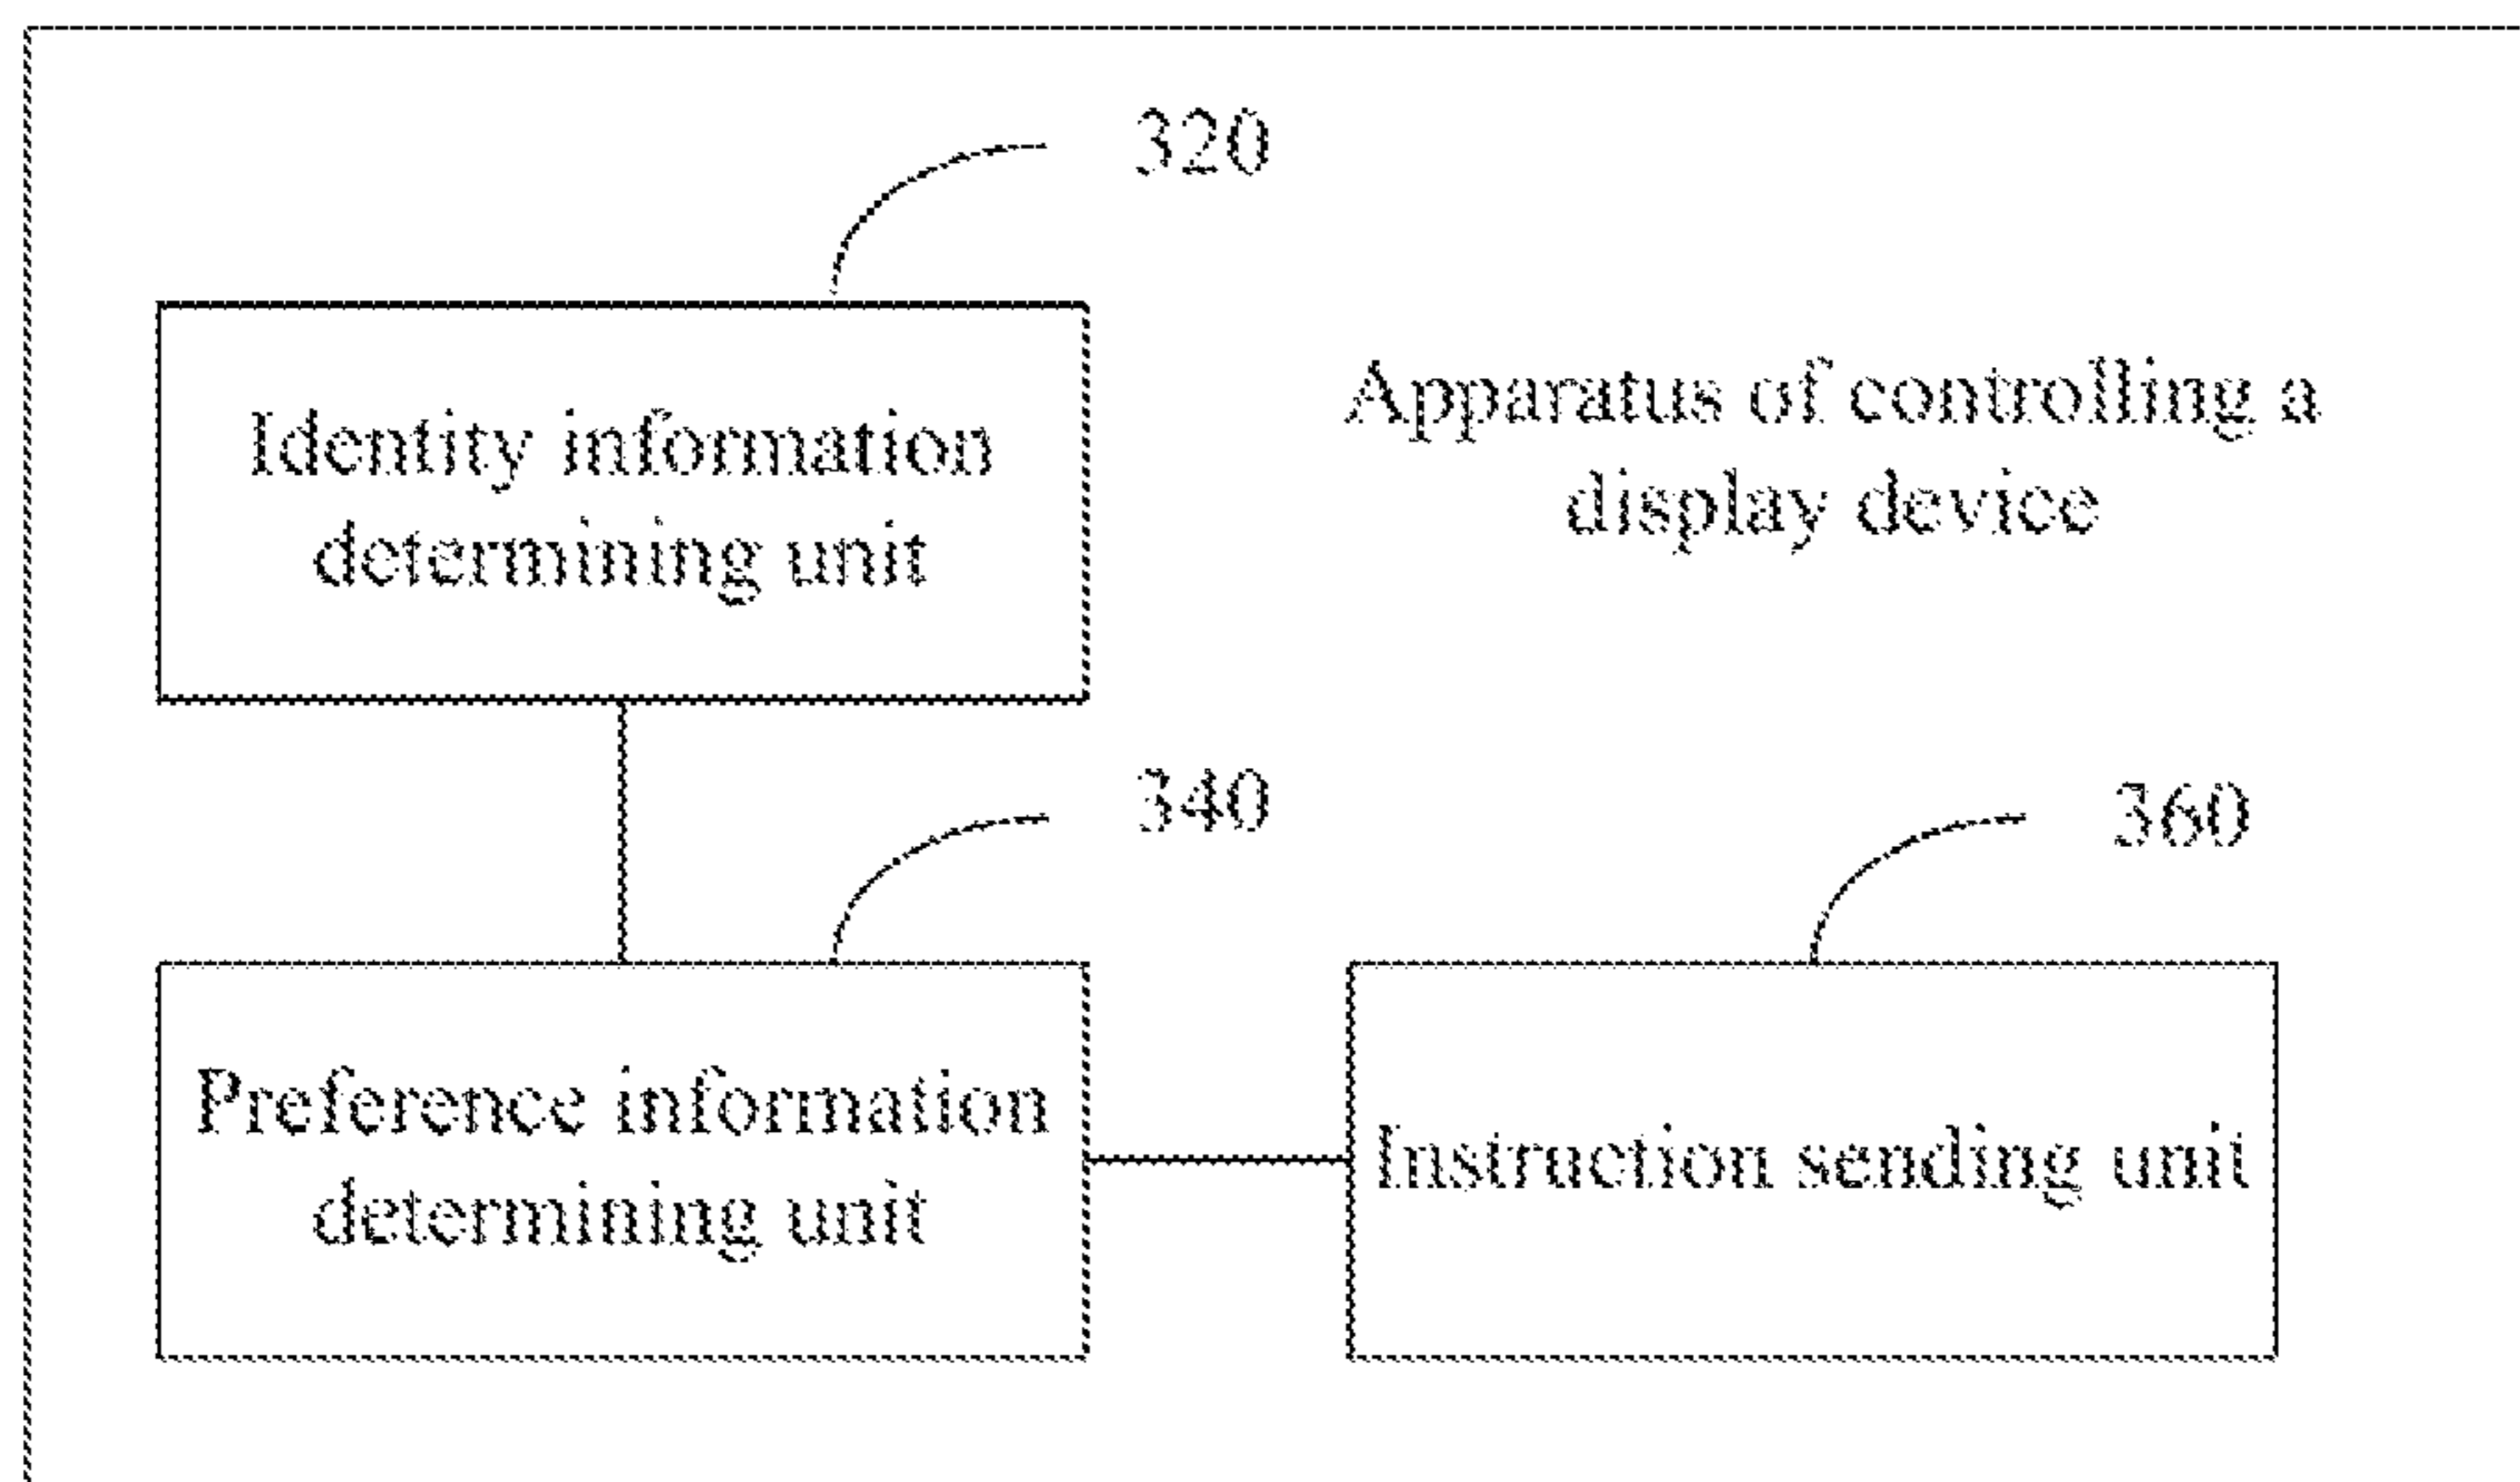 320
Identity information
determining unit
Apparatus of controlling a
display device
340
360
Preference information
determining unit
Instruction sending unit